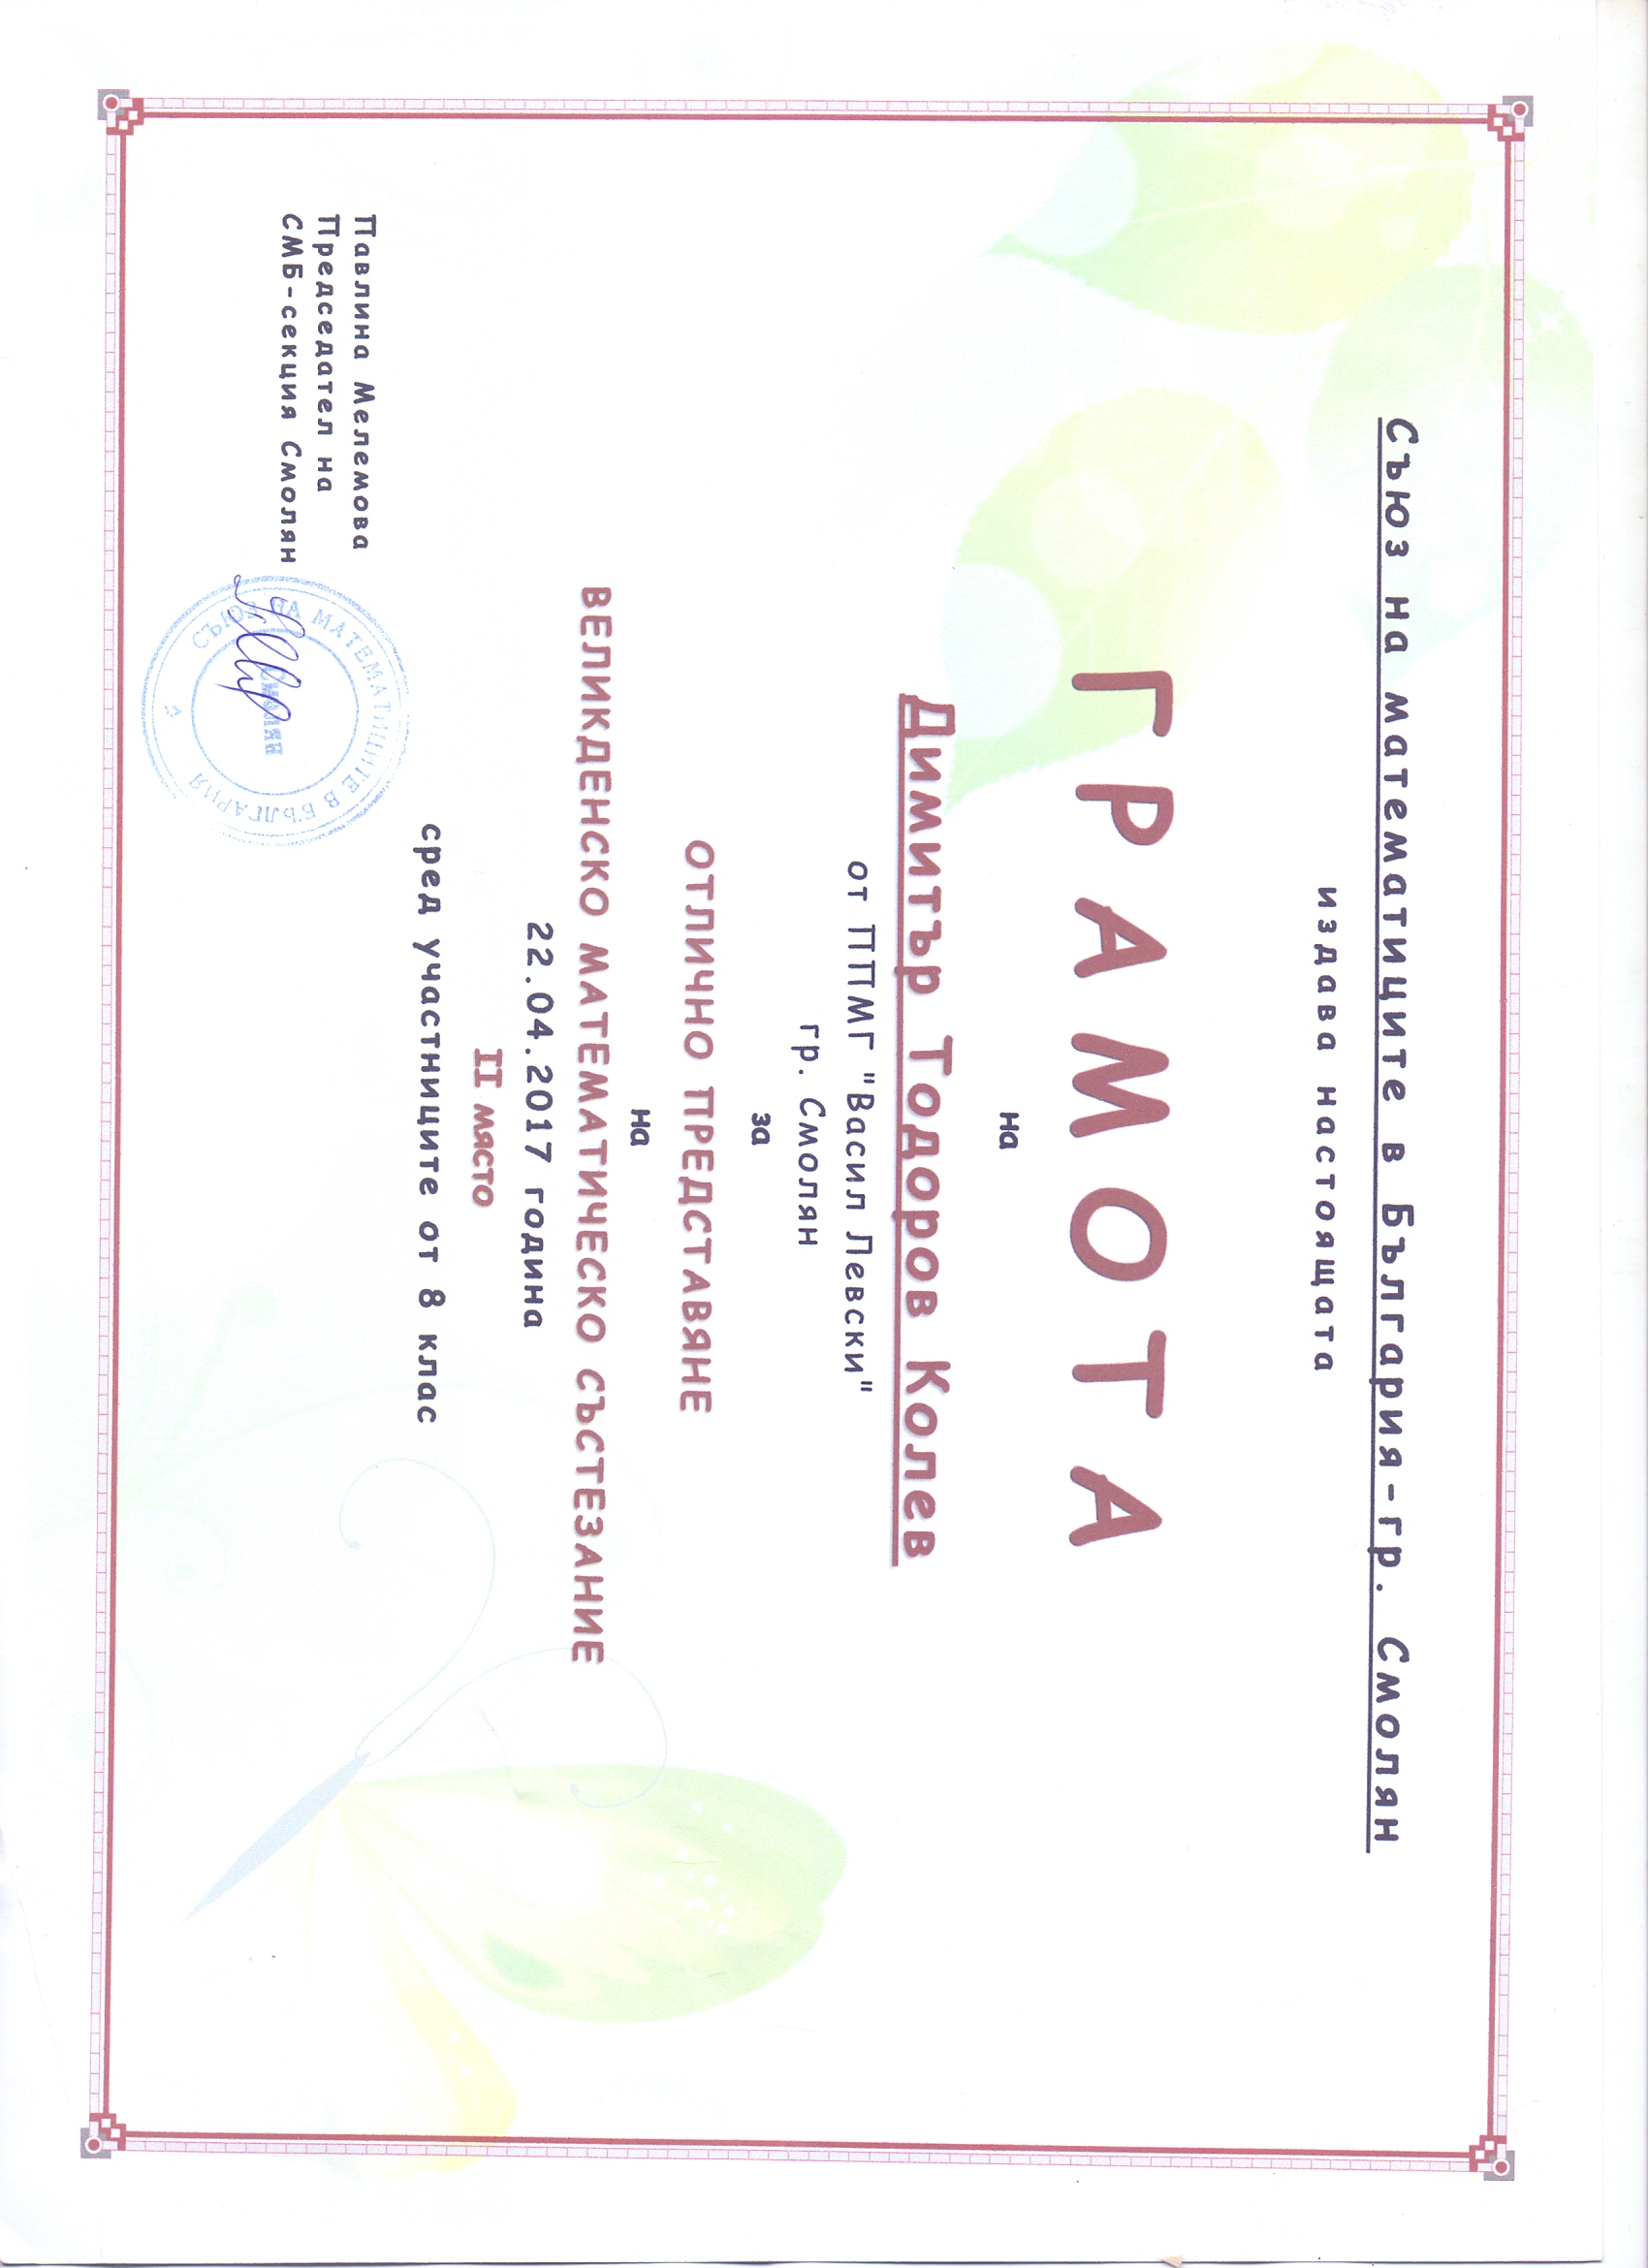 Съюз на математиците в България-гр. Смолян
издава настоящата
ГРАМОТА
на
Димитър Тодоров Колев
от ППМГ "Васил Левски"
гр. Смолян
за
ОТЛИЧНО ПРЕДСТАВЯНЕ
на
ВЕЛИКДЕНСКО МАТЕМАТИЧЕСКО СЪСТЕЗАНИЕ
22.04.2017 година
II място
сред участниците от 8 клас
Павлина Мелемова
Председател на
СМБ-секция Смолян
СЪЮЗ НА МАТЕМАТИЦИТЕ В БЪЛГАРИЯ
Смолян